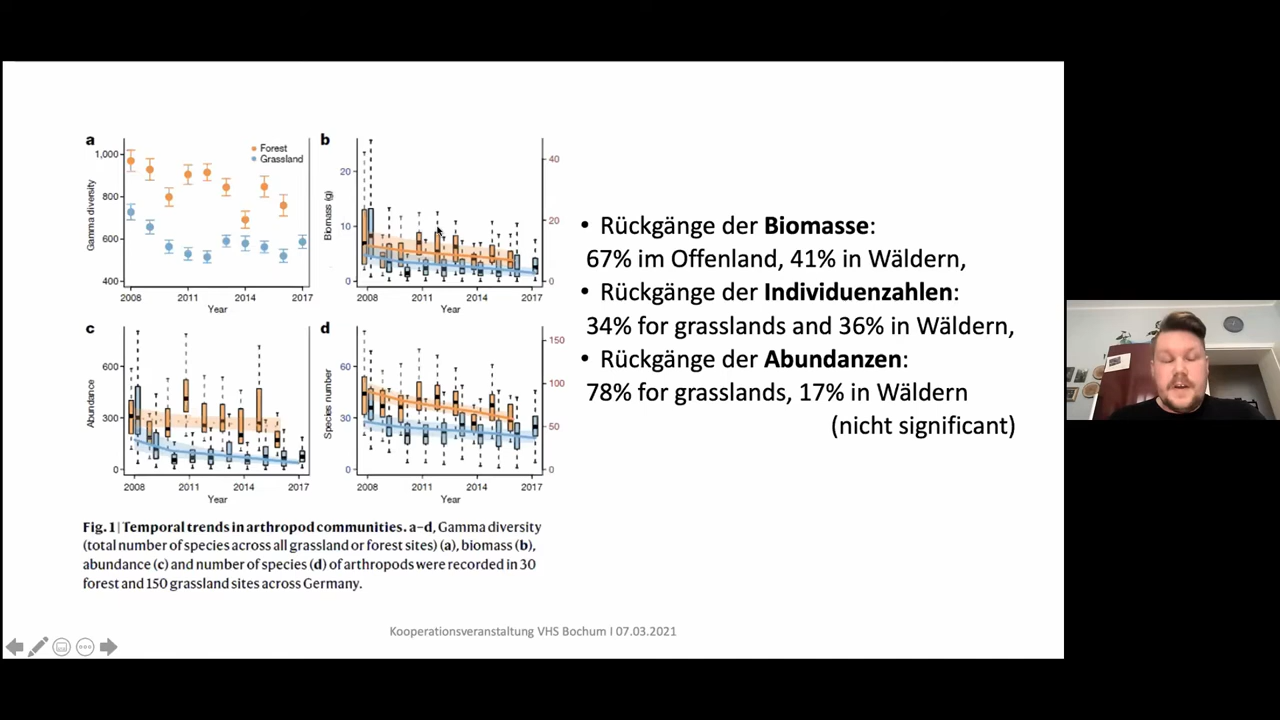 a
Forest
Grassland
1,000
800
600
400
Gamma diversity
2008
2011
2014
2017
Year
b
20
10
0
Biomass (g)
40
20
0
2008
2011
2014
2017
Year
c
600
300
0
Abundance
2008
2011
2014
2017
Year
d
60
30
0
Species number
150
100
50
0
2008
2011
2014
2017
Year
Fig. 1 | Temporal trends in arthropod communities. a–d, Gamma diversity
(total number of species across all grassland or forest sites) (a), biomass (b),
abundance (c) and number of species (d) of arthropods were recorded in 30
forest and 150 grassland sites across Germany.
• Rückgänge der Biomasse:
67% im Offenland, 41% in Wäldern,
• Rückgänge der Individuenzahlen:
34% for grasslands and 36% in Wäldern,
• Rückgänge der Abundanzen:
78% for grasslands, 17% in Wäldern
(nicht significant)
Kooperationsveranstaltung VHS Bochum I 07.03.2021